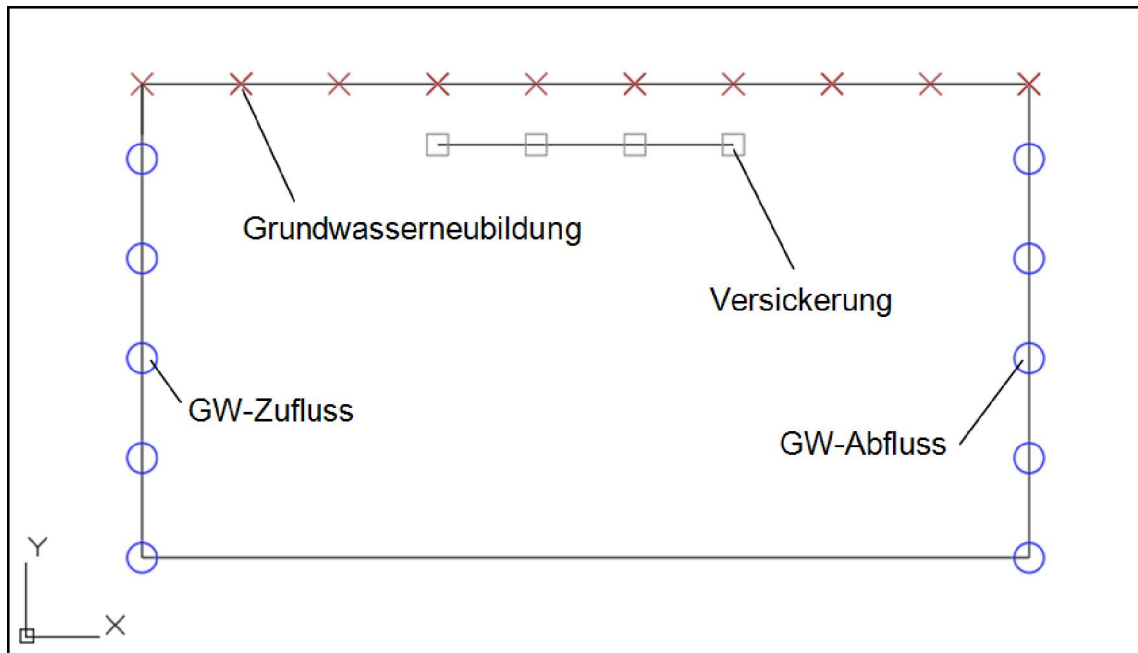 Grundwasserneubildung
Versickerung
GW-Zufluss
GW-Abfluss
Y
X